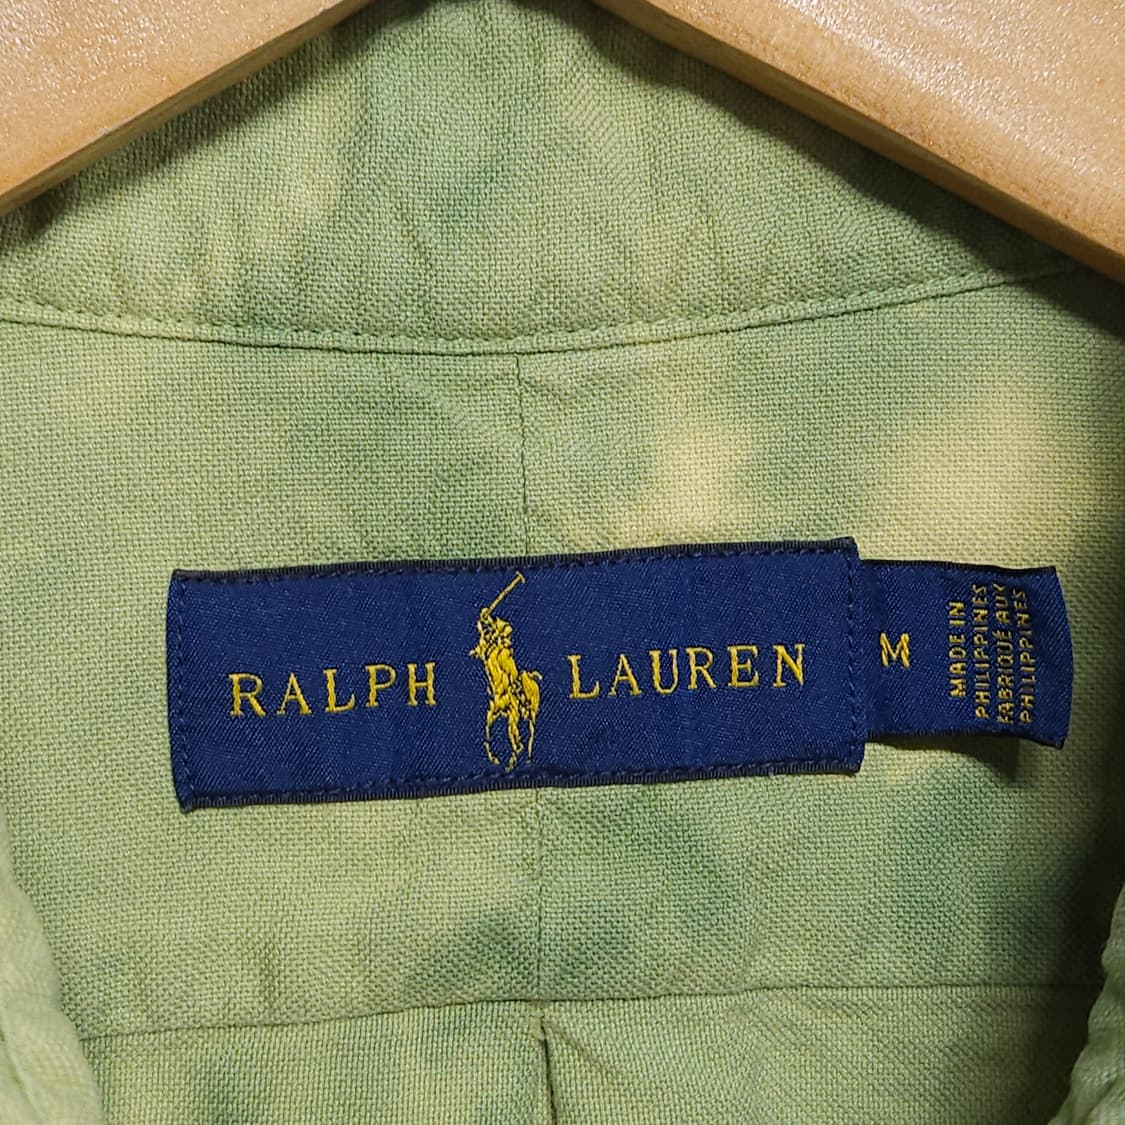 RALPH LAUREN
M
MADE IN
PHILIPPINES
FABRIQUÉ AUX
PHILIPPINES